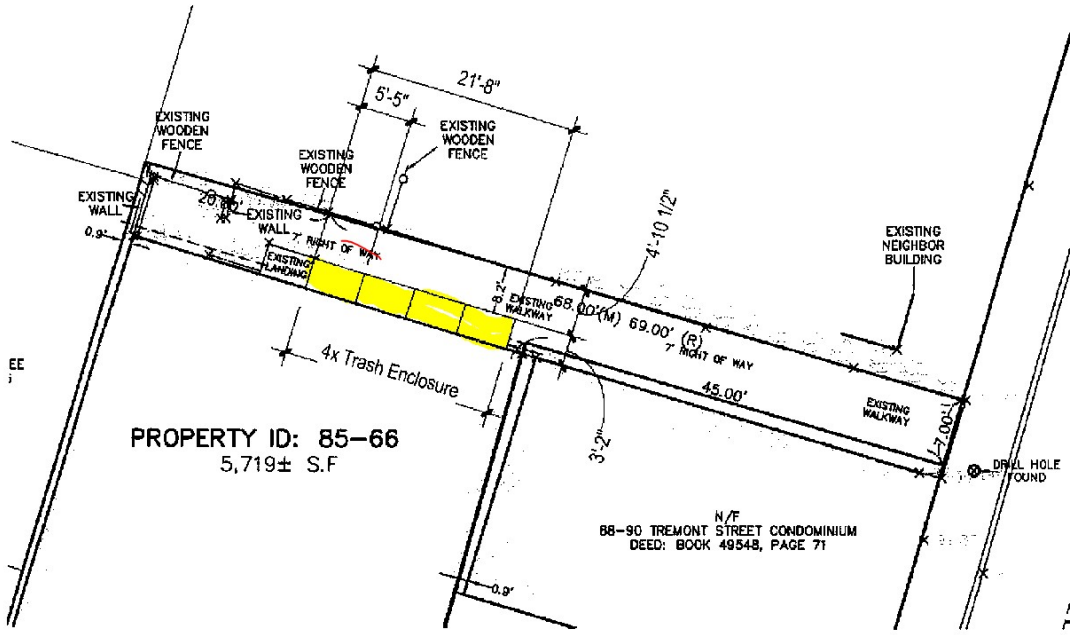 21'-8"
5'-5"
EXISTING
WOODEN
FENCE
EXISTING
WOODEN
FENCE
EXISTING
WOODEN
FENCE
4'-10 1/2"
EXISTING
WALL
EXISTING
WALL
0.9'
7' RIGHT OF WAY
EXISTING
LANDING
EXISTING
NEIGHBOR
BUILDING
8.2'
EXISTING
WALKWAY
68.00'(M) 69.00' (R)
7' RIGHT OF WAY
4x Trash Enclosure
45.00'
EXISTING
WALKWAY
7.00'
EE
3'-2"
PROPERTY ID: 85-66
5,719± S.F
DRILL HOLE
FOUND
N/F
88-90 TREMONT STREET CONDOMINIUM
DEED: BOOK 49548, PAGE 71
0.9'